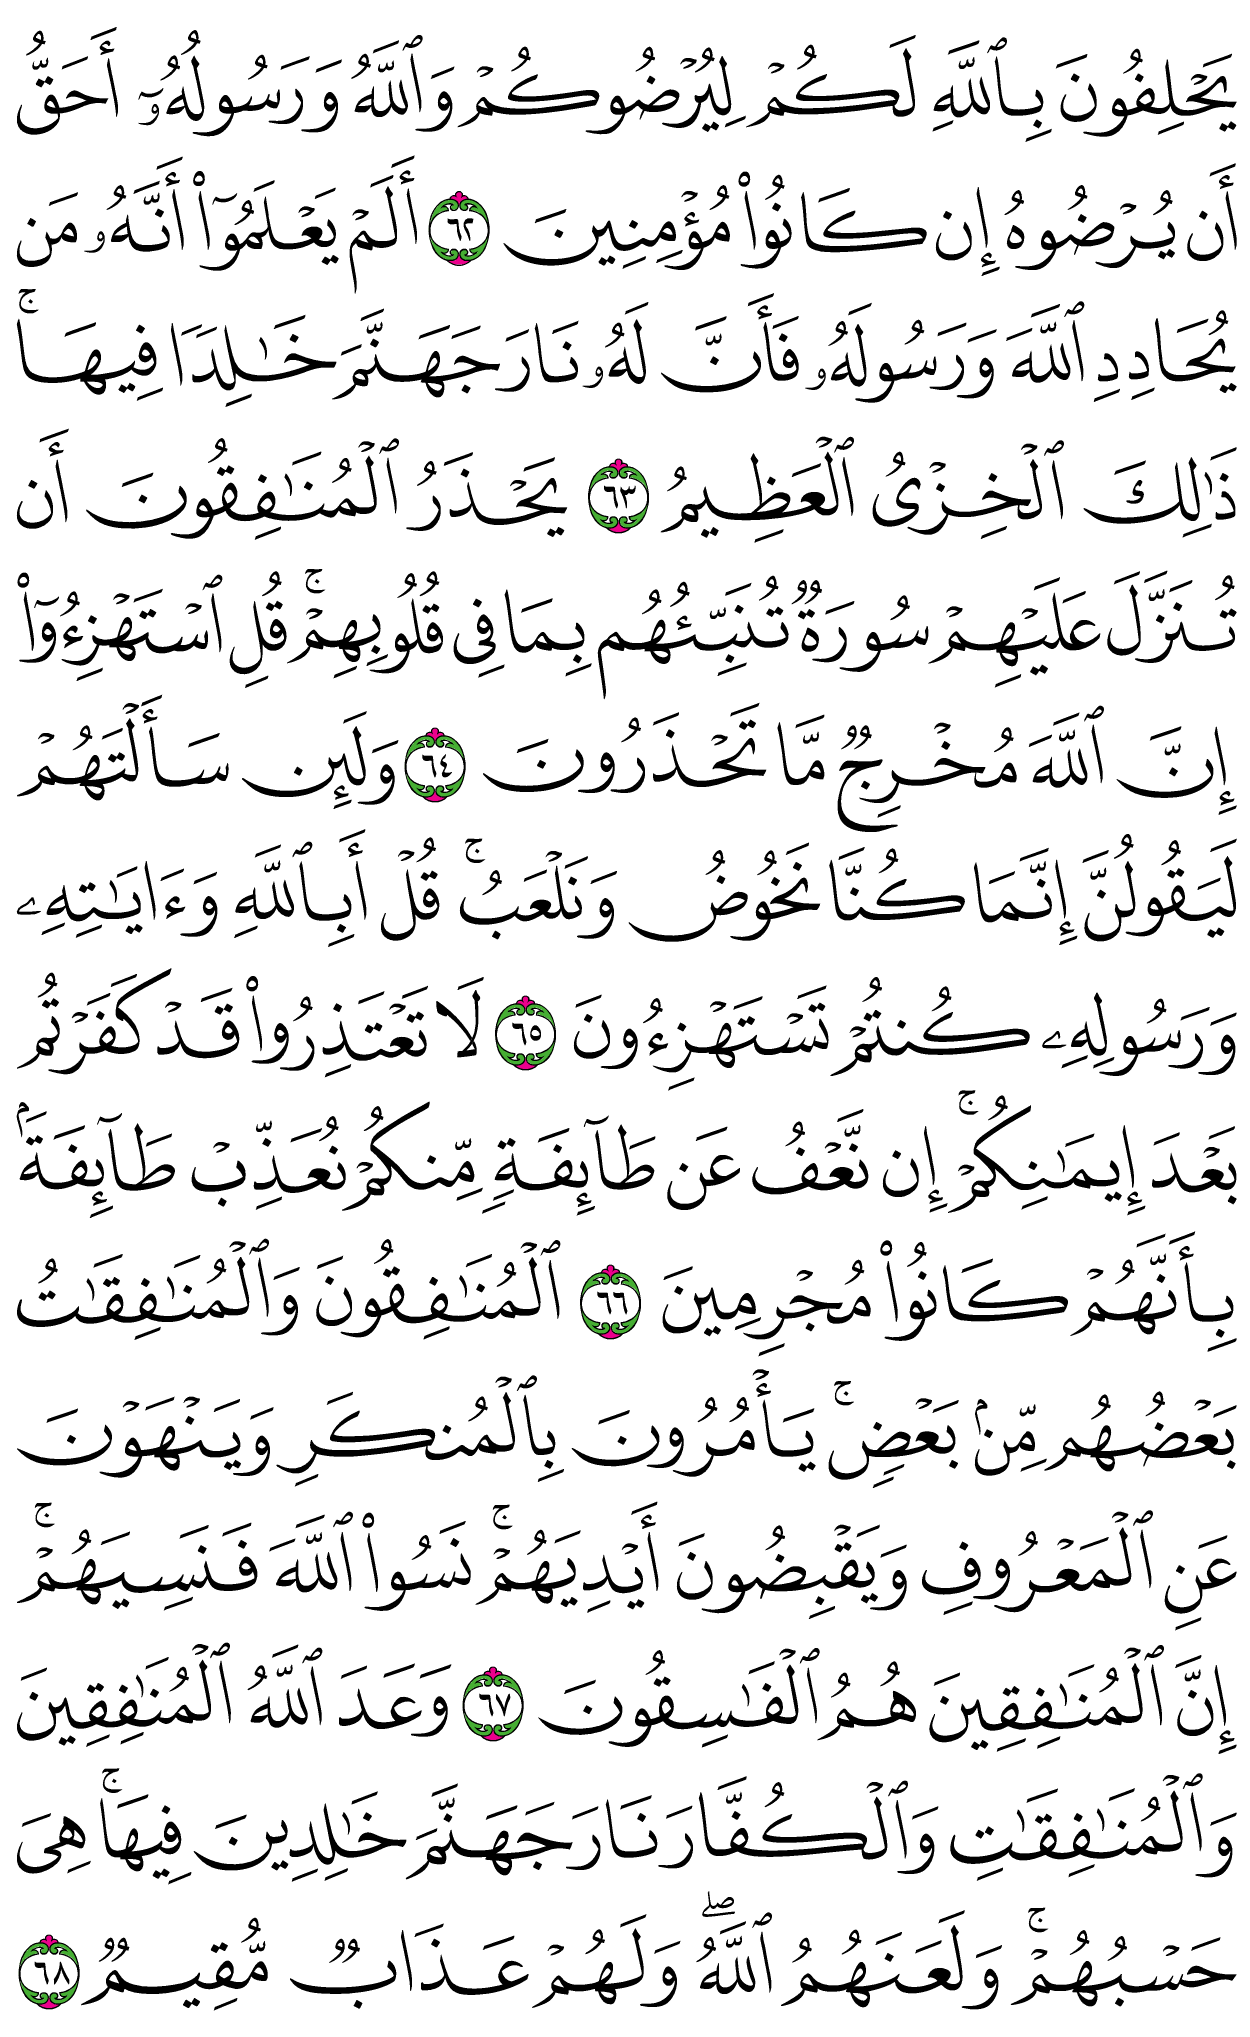 يَحۡلِفُونَ بِٱللَّهِ لَكُمۡ لِيُرۡضُوكُمۡ وَٱللَّهُ وَرَسُولُهُۥٓ أَحَقُّ
أَن يُرۡضُوهُ إِن كَانُواْ مُؤۡمِنِينَ ٦٢ أَلَمۡ يَعۡلَمُوٓاْ أَنَّهُۥ مَن
يُحَادِدِ ٱللَّهَ وَرَسُولَهُۥ فَأَنَّ لَهُۥ نَارَ جَهَنَّمَ خَٰلِدٗا فِيهَاۚ
ذَٰلِكَ ٱلۡخِزۡيُ ٱلۡعَظِيمُ ٦٣ يَحۡذَرُ ٱلۡمُنَٰفِقُونَ أَن
تُنَزَّلَ عَلَيۡهِمۡ سُورَةٞ تُنَبِّئُهُم بِمَا فِي قُلُوبِهِمۡۚ قُلِ ٱسۡتَهۡزِءُوٓاْ
إِنَّ ٱللَّهَ مُخۡرِجٞ مَّا تَحۡذَرُونَ ٦٤ وَلَئِن سَأَلۡتَهُمۡ
لَيَقُولُنَّ إِنَّمَا كُنَّا نَخُوضُ وَنَلۡعَبُۚ قُلۡ أَبِٱللَّهِ وَءَايَٰتِهِۦ
وَرَسُولِهِۦ كُنتُمۡ تَسۡتَهۡزِءُونَ ٦٥ لَا تَعۡتَذِرُواْ قَدۡ كَفَرۡتُم
بَعۡدَ إِيمَٰنِكُمۡۚ إِن نَّعۡفُ عَن طَآئِفَةٖ مِّنكُمۡ نُعَذِّبۡ طَآئِفَةَۢ
بِأَنَّهُمۡ كَانُواْ مُجۡرِمِينَ ٦٦ ٱلۡمُنَٰفِقُونَ وَٱلۡمُنَٰفِقَٰتُ
بَعۡضُهُم مِّنۢ بَعۡضٖۚ يَأۡمُرُونَ بِٱلۡمُنكَرِ وَيَنۡهَوۡنَ
عَنِ ٱلۡمَعۡرُوفِ وَيَقۡبِضُونَ أَيۡدِيَهُمۡۚ نَسُواْ ٱللَّهَ فَنَسِيَهُمۡۚ
إِنَّ ٱلۡمُنَٰفِقِينَ هُمُ ٱلۡفَٰسِقُونَ ٦٧ وَعَدَ ٱللَّهُ ٱلۡمُنَٰفِقِينَ
وَٱلۡمُنَٰفِقَٰتِ وَٱلۡكُفَّارَ نَارَ جَهَنَّمَ خَٰلِدِينَ فِيهَاۚ هِيَ
حَسۡبُهُمۡۚ وَلَعَنَهُمُ ٱللَّهُۖ وَلَهُمۡ عَذَابٞ مُّقِيمٞ ٦٨